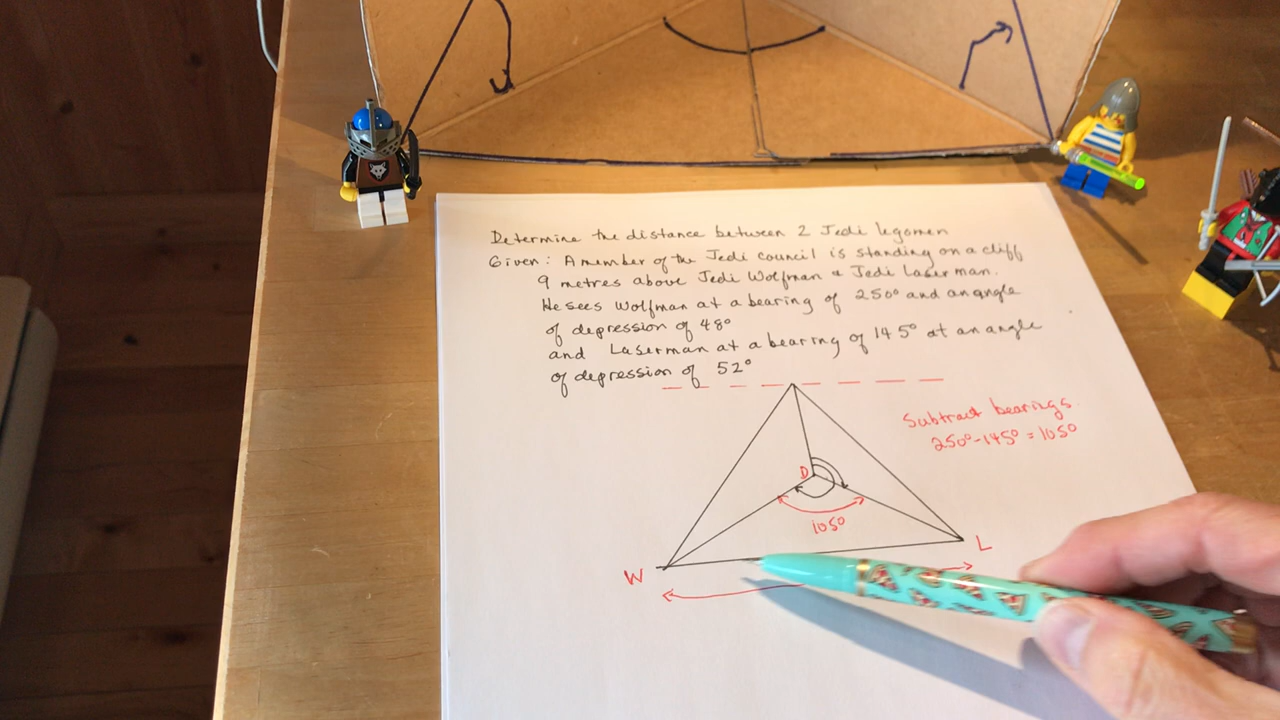 Determine the distance between 2 Jedi legomen
Given: A member of the Jedi council is standing on a cliff
9 metres above Jedi Wolfman & Jedi Laserman.
He sees Wolfman at a bearing of 250° and an angle
of depression of 48°
and Laserman at a bearing of 145° at an angle
of depression of 52°
Subtract bearings
250°-145° = 105°
D
105°
L
W